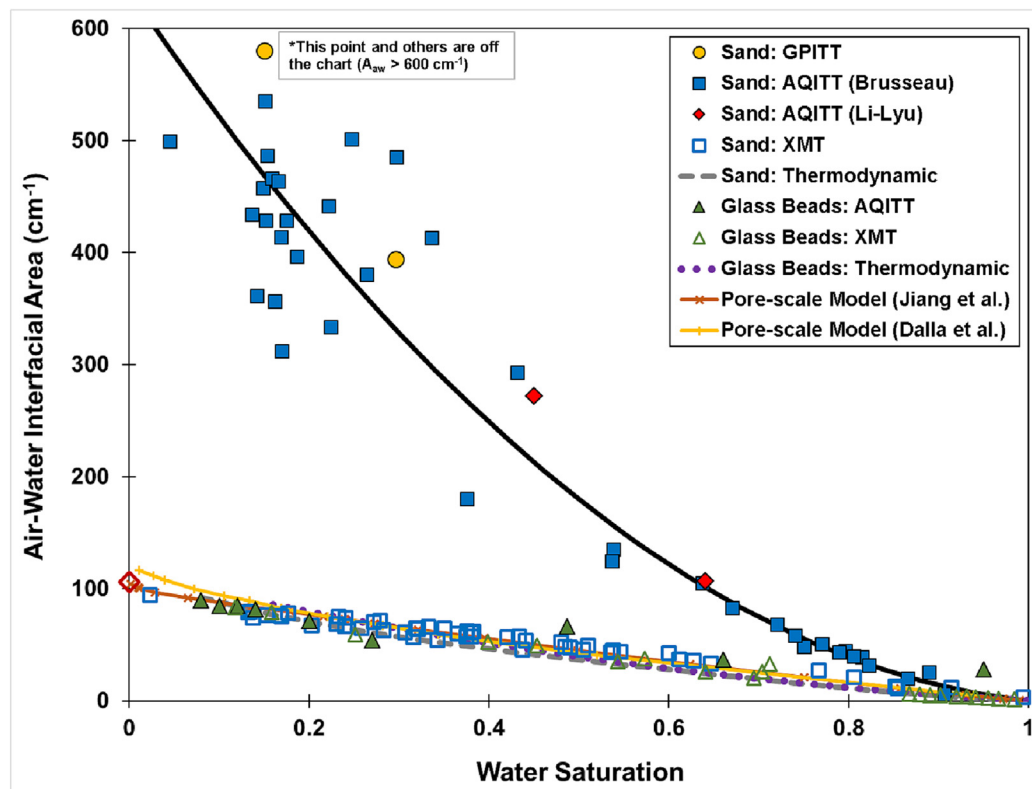 600
500
400
300
200
100
0
Air-Water Interfacial Area (cm⁻¹)
*This point and others are off
the chart (Aaw > 600 cm⁻¹)
Sand: GPITT
Sand: AQITT (Brusseau)
Sand: AQITT (Li-Lyu)
Sand: XMT
Sand: Thermodynamic
Glass Beads: AQITT
Glass Beads: XMT
Glass Beads: Thermodynamic
Pore-scale Model (Jiang et al.)
Pore-scale Model (Dalla et al.)
0 0.2 0.4 0.6 0.8 1
Water Saturation